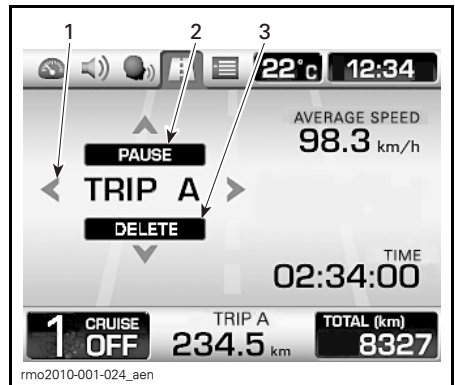 1 2 3
22°c 12:34
AVERAGE SPEED
98.3 km/h
PAUSE
TRIP A
DELETE
TIME
02:34:00
1 CRUISE OFF
TRIP A
234.5 km
TOTAL (km)
8327
rmo2010-001-024_aen